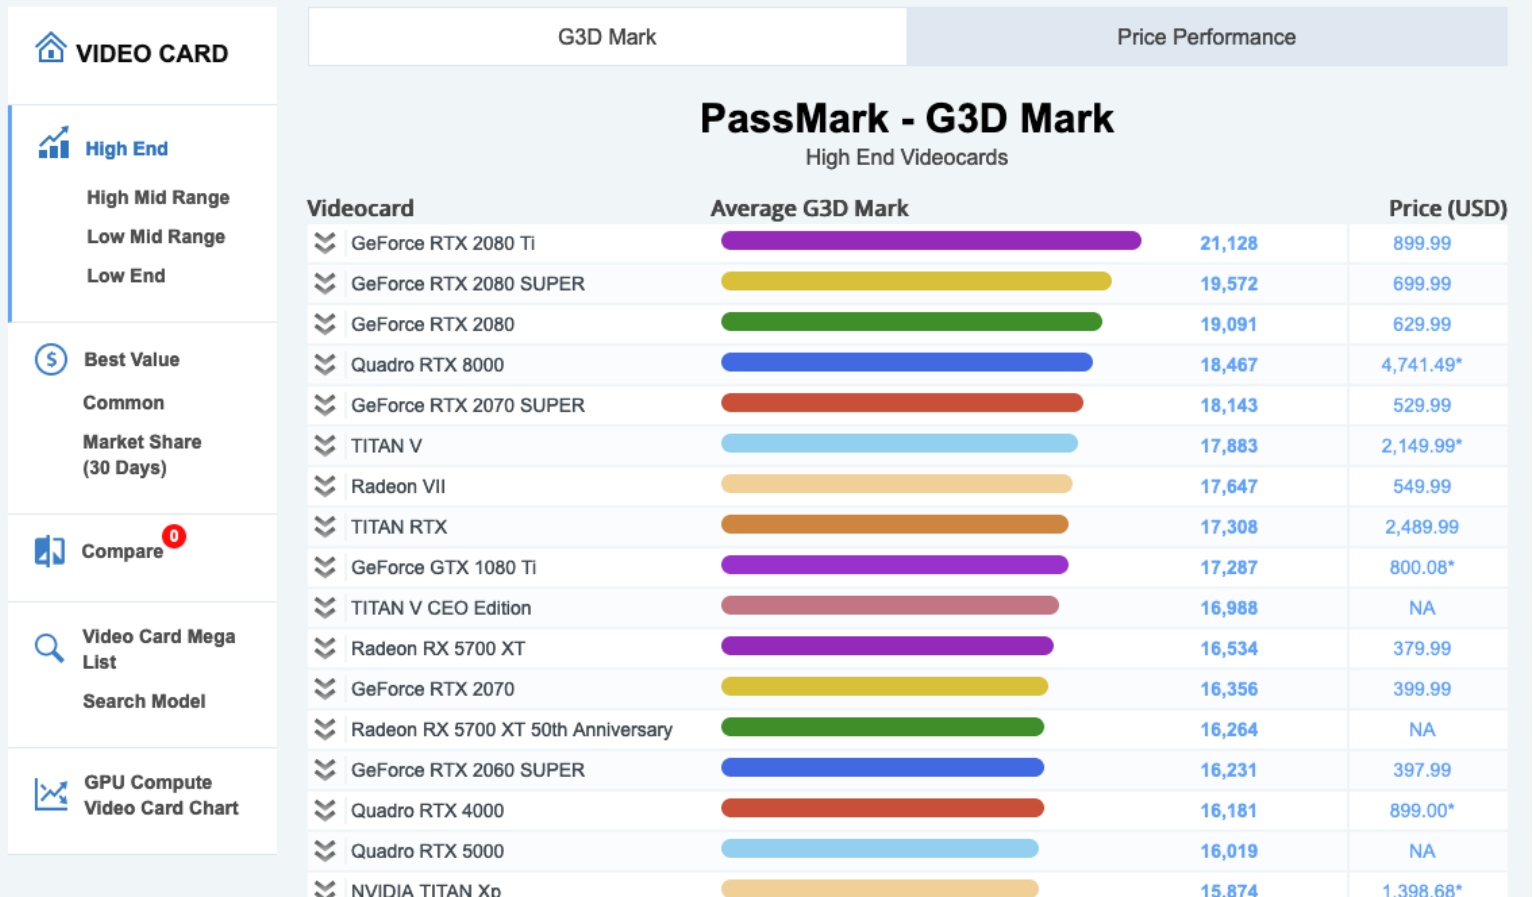 VIDEO CARD
High End
High Mid Range
Low Mid Range
Low End
$ Best Value
Common
Market Share
(30 Days)
Compare 0
Video Card Mega
List
Search Model
GPU Compute
Video Card Chart
G3D Mark Price Performance
PassMark - G3D Mark
High End Videocards
Videocard Average G3D Mark Price (USD)
GeForce RTX 2080 Ti 21,128 899.99
GeForce RTX 2080 SUPER 19,572 699.99
GeForce RTX 2080 19,091 629.99
Quadro RTX 8000 18,467 4,741.49*
GeForce RTX 2070 SUPER 18,143 529.99
TITAN V 17,883 2,149.99*
Radeon VII 17,647 549.99
TITAN RTX 17,308 2,489.99
GeForce GTX 1080 Ti 17,287 800.08*
TITAN V CEO Edition 16,988 NA
Radeon RX 5700 XT 16,534 379.99
GeForce RTX 2070 16,356 399.99
Radeon RX 5700 XT 50th Anniversary 16,264 NA
GeForce RTX 2060 SUPER 16,231 397.99
Quadro RTX 4000 16,181 899.00*
Quadro RTX 5000 16,019 NA
NVIDIA TITAN Xp 15,874 1,398.68*